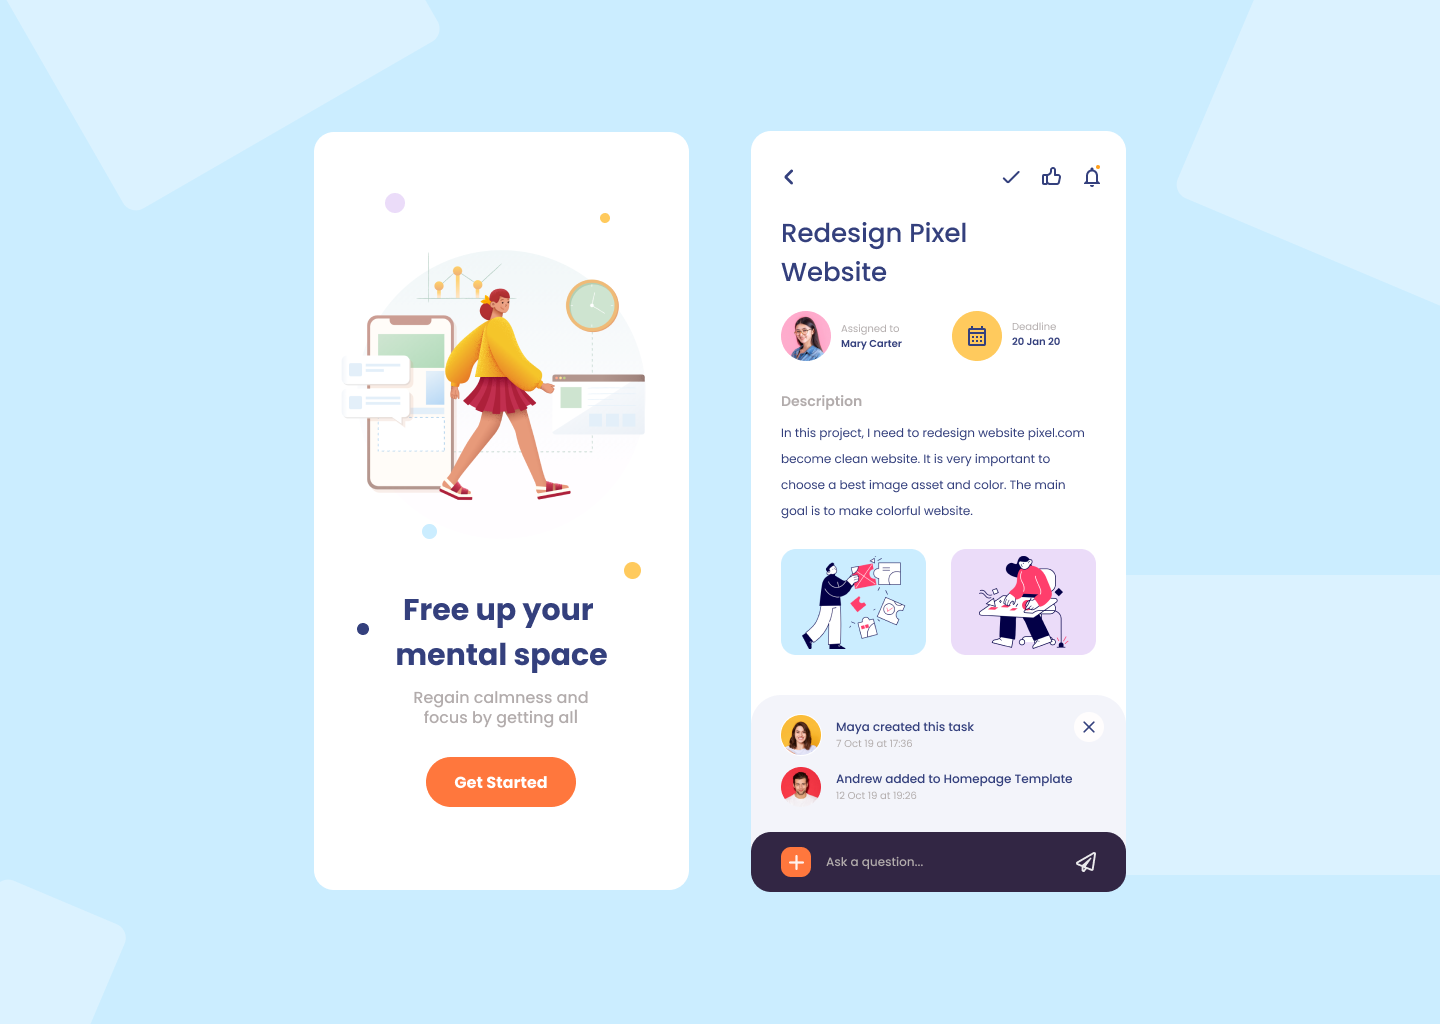 Free up your
mental space
Regain calmness and
focus by getting all
Get Started
Redesign Pixel
Website
Assigned to
Mary Carter
Deadline
20 Jan 20
Description
In this project, I need to redesign website pixel.com
become clean website. It is very important to
choose a best image asset and color. The main
goal is to make colorful website.
Maya created this task
7 Oct 19 at 17:36
Andrew added to Homepage Template
12 Oct 19 at 19:26
Ask a question...